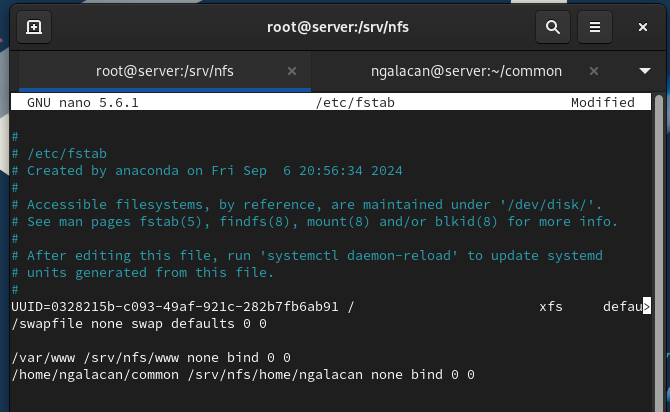 root@server:/srv/nfs
root@server:/srv/nfs
ngalacan@server:~/common
GNU nano 5.6.1 /etc/fstab Modified
#
# /etc/fstab
# Created by anaconda on Fri Sep  6 20:56:34 2024
#
# Accessible filesystems, by reference, are maintained under '/dev/disk/'.
# See man pages fstab(5), findfs(8), mount(8) and/or blkid(8) for more info.
#
# After editing this file, run 'systemctl daemon-reload' to update systemd
# units generated from this file.
#
UUID=0328215b-c093-49af-921c-282b7fb6ab91 / xfs defau>
/swapfile none swap defaults 0 0
/var/www /srv/nfs/www none bind 0 0
/home/ngalacan/common /srv/nfs/home/ngalacan none bind 0 0